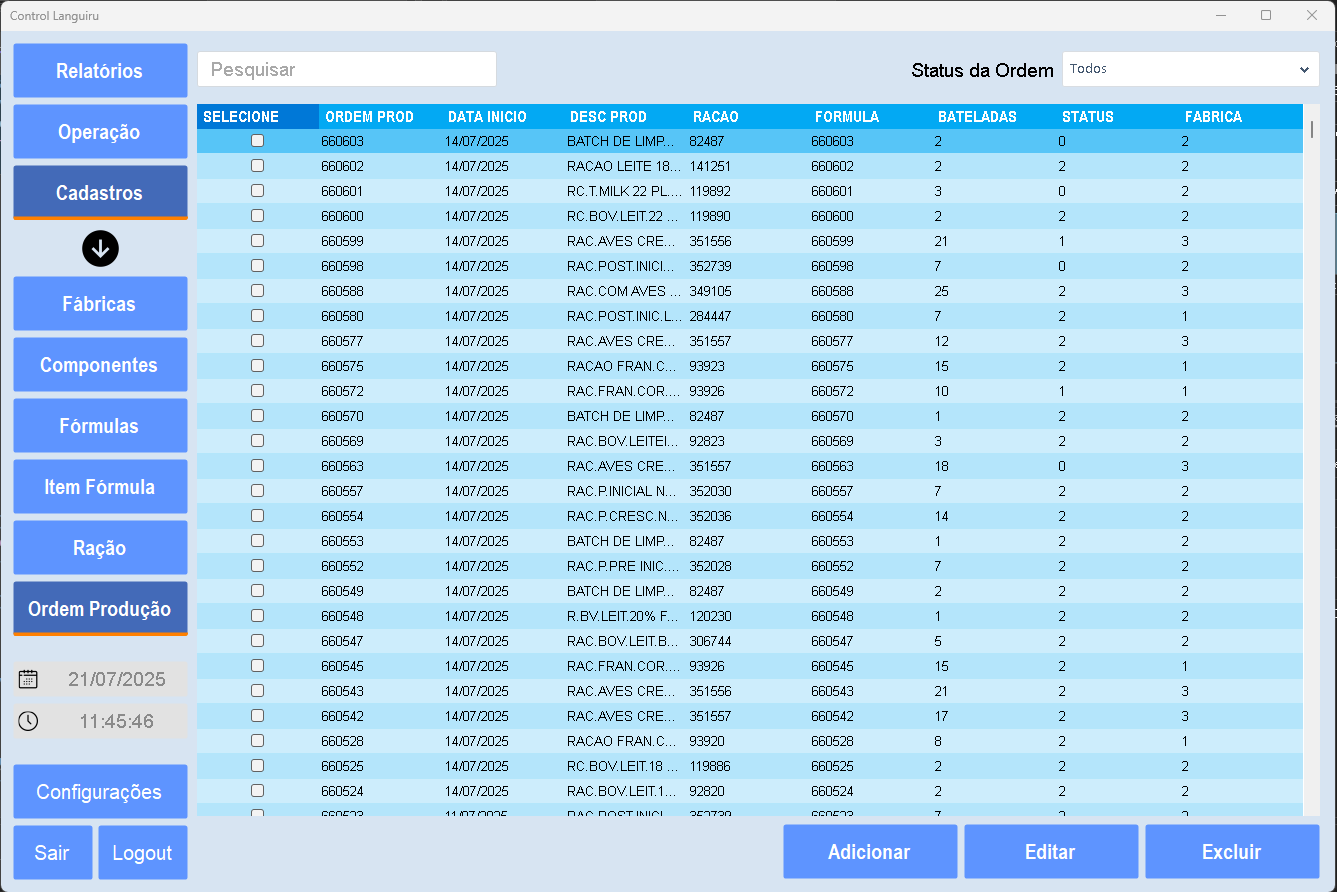 Control Languiru
Relatórios
Operação
Cadastros
Fábricas
Componentes
Fórmulas
Item Fórmula
Ração
Ordem Produção
21/07/2025
11:45:46
Configurações
Sair Logout
Pesquisar
Status da Ordem Todos
SELECIONE ORDEM PROD DATA INICIO DESC PROD RACAO FORMULA BATELADAS STATUS FABRICA
660603 14/07/2025 BATCH DE LIMP... 82487 660603 2 0 2
660602 14/07/2025 RACAO LEITE 18... 141251 660602 2 2 2
660601 14/07/2025 RC.T.MILK 22 PL.... 119892 660601 3 0 2
660600 14/07/2025 RC.BOV.LEIT.22 ... 119890 660600 2 2 2
660599 14/07/2025 RAC.AVES CRE... 351556 660599 21 1 3
660598 14/07/2025 RAC.POST.INICI... 352739 660598 7 0 2
660588 14/07/2025 RAC.COM AVES ... 349105 660588 25 2 3
660580 14/07/2025 RAC.POST.INIC.L... 284447 660580 7 2 1
660577 14/07/2025 RAC.AVES CRE... 351557 660577 12 2 3
660575 14/07/2025 RACAO FRAN.C... 93923 660575 15 2 1
660572 14/07/2025 RAC.FRAN.COR.... 93926 660572 10 1 1
660570 14/07/2025 BATCH DE LIMP... 82487 660570 1 2 2
660569 14/07/2025 RAC.BOV.LEITEI... 92823 660569 3 2 2
660563 14/07/2025 RAC.AVES CRE... 351557 660563 18 0 3
660557 14/07/2025 RAC.P.INICIAL N... 352030 660557 7 2 2
660554 14/07/2025 RAC.P.CRESC.N... 352036 660554 14 2 2
660553 14/07/2025 BATCH DE LIMP... 82487 660553 1 2 2
660552 14/07/2025 RAC.P.PRE INIC.... 352028 660552 7 2 2
660549 14/07/2025 BATCH DE LIMP... 82487 660549 2 2 2
660548 14/07/2025 R.BV.LEIT.20% F... 120230 660548 1 2 2
660547 14/07/2025 RAC.BOV.LEIT.B... 306744 660547 5 2 2
660545 14/07/2025 RAC.FRAN.COR.... 93926 660545 15 2 1
660543 14/07/2025 RAC.AVES CRE... 351556 660543 21 2 3
660542 14/07/2025 RAC.AVES CRE... 351557 660542 17 2 3
660528 14/07/2025 RACAO FRAN.C... 93920 660528 8 2 1
660525 14/07/2025 RC.BOV.LEIT.18 ... 119886 660525 2 2 2
660524 14/07/2025 RAC.BOV.LEIT.1... 92820 660524 2 2 2
Adicionar Editar Excluir